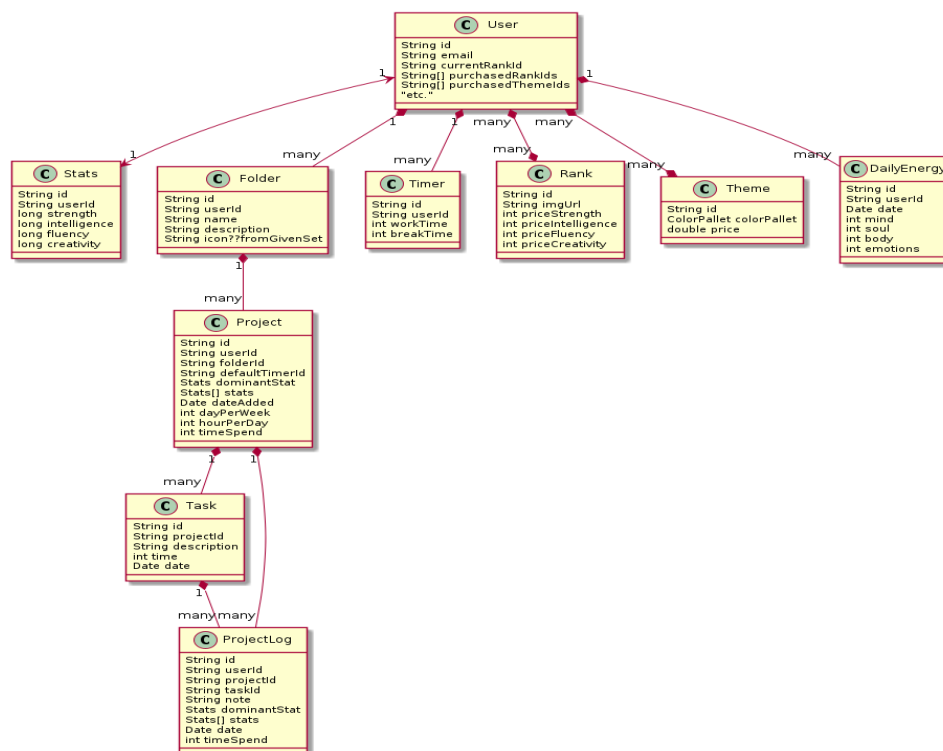 C User
String id
String email
String currentRankId
String[] purchasedRankIds
String[] purchasedThemeIds
"etc."
1
1
1
1
many
many
1
many
many
many
many
many
C Stats
String id
String userId
long strength
long intelligence
long fluency
long creativity
C Folder
String id
String userId
String name
String description
String icon??fromGivenSet
C Timer
String id
String userId
int workTime
int breakTime
C Rank
String id
String imgUrl
int priceStrength
int priceIntelligence
int priceFluency
int priceCreativity
C Theme
String id
ColorPallet colorPallet
double price
C DailyEnergy
String id
String userId
Date date
int mind
int soul
int body
int emotions
1
many
C Project
String id
String userId
String folderId
String defaultTimerId
Stats dominantStat
Stats[] stats
Date dateAdded
int dayPerWeek
int hourPerDay
int timeSpend
1
1
many
C Task
String id
String projectId
String description
int time
Date date
1
many
many
C ProjectLog
String id
String userId
String projectId
String taskId
String note
Stats dominantStat
Stats[] stats
Date date
int timeSpend